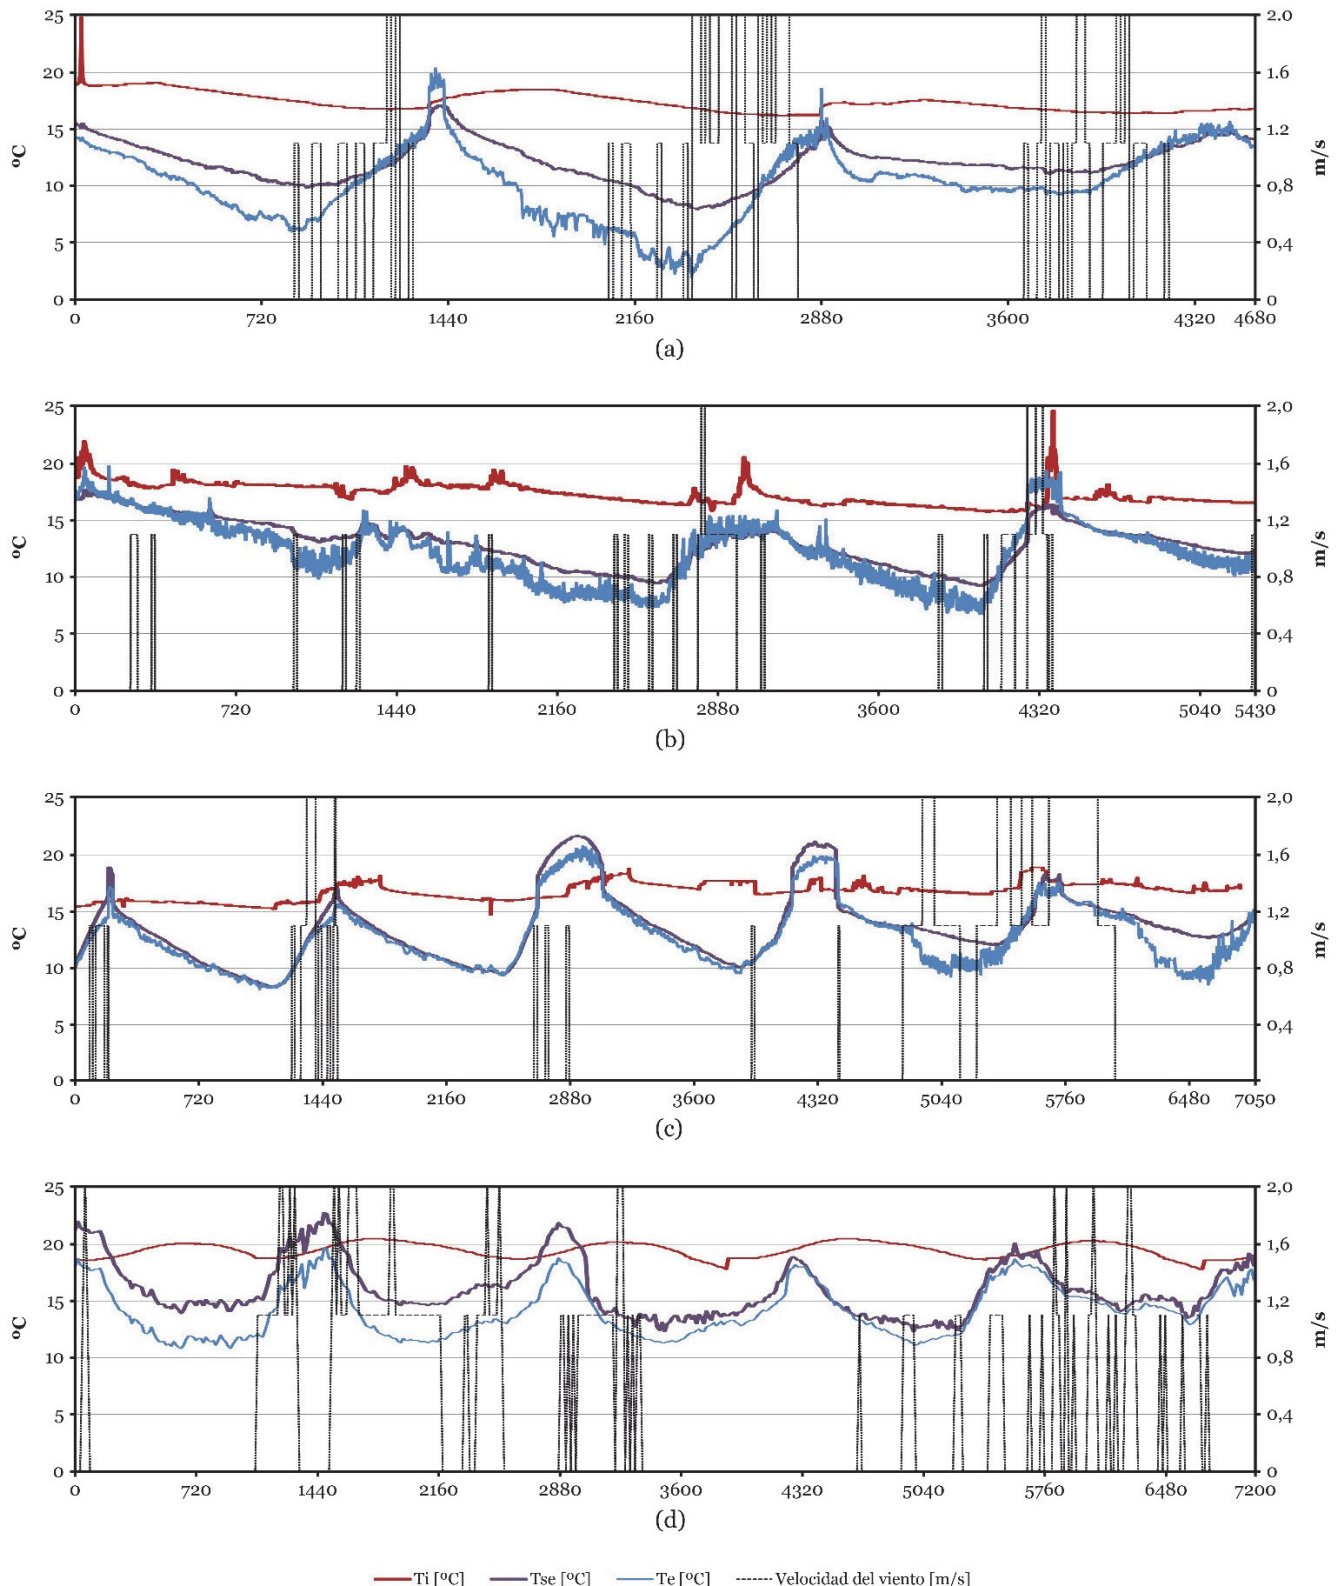 25 2.0
20 1.6
15 1.2
ºC m/s
10 0.8
5 0,4
0 0
0 720 1440 2160 2880 3600 4320 4680
(a)
25 2,0
20 1,6
15 1,2
ºC m/s
10 0,8
5 0,4
0 0
0 720 1440 2160 2880 3600 4320 5040 5430
(b)
25 2,0
20 1,6
15 1,2
ºC m/s
10 0,8
5 0,4
0 0
0 720 1440 2160 2880 3600 4320 5040 5760 6480 7050
(c)
25 2,0
20 1,6
15 1,2
ºC m/s
10 0,8
5 0,4
0 0
0 720 1440 2160 2880 3600 4320 5040 5760 6480 7200
(d)
Ti [ºC] Tse [ºC] Te [ºC] Velocidad del viento [m/s]